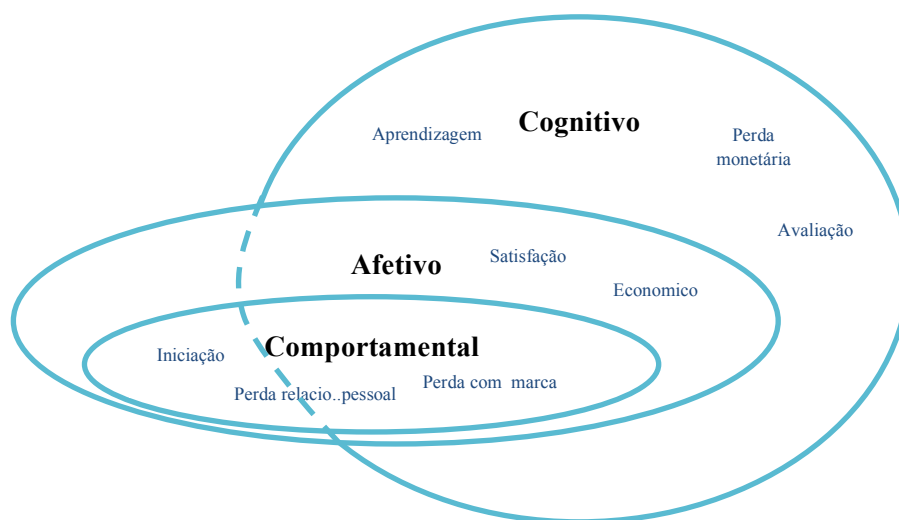 Cognitivo
Aprendizagem
Perda
monetária
Avaliação
Satisfação
Afetivo
Economico
Comportamental
Iniciação
Perda com marca
Perda relacio..pessoal